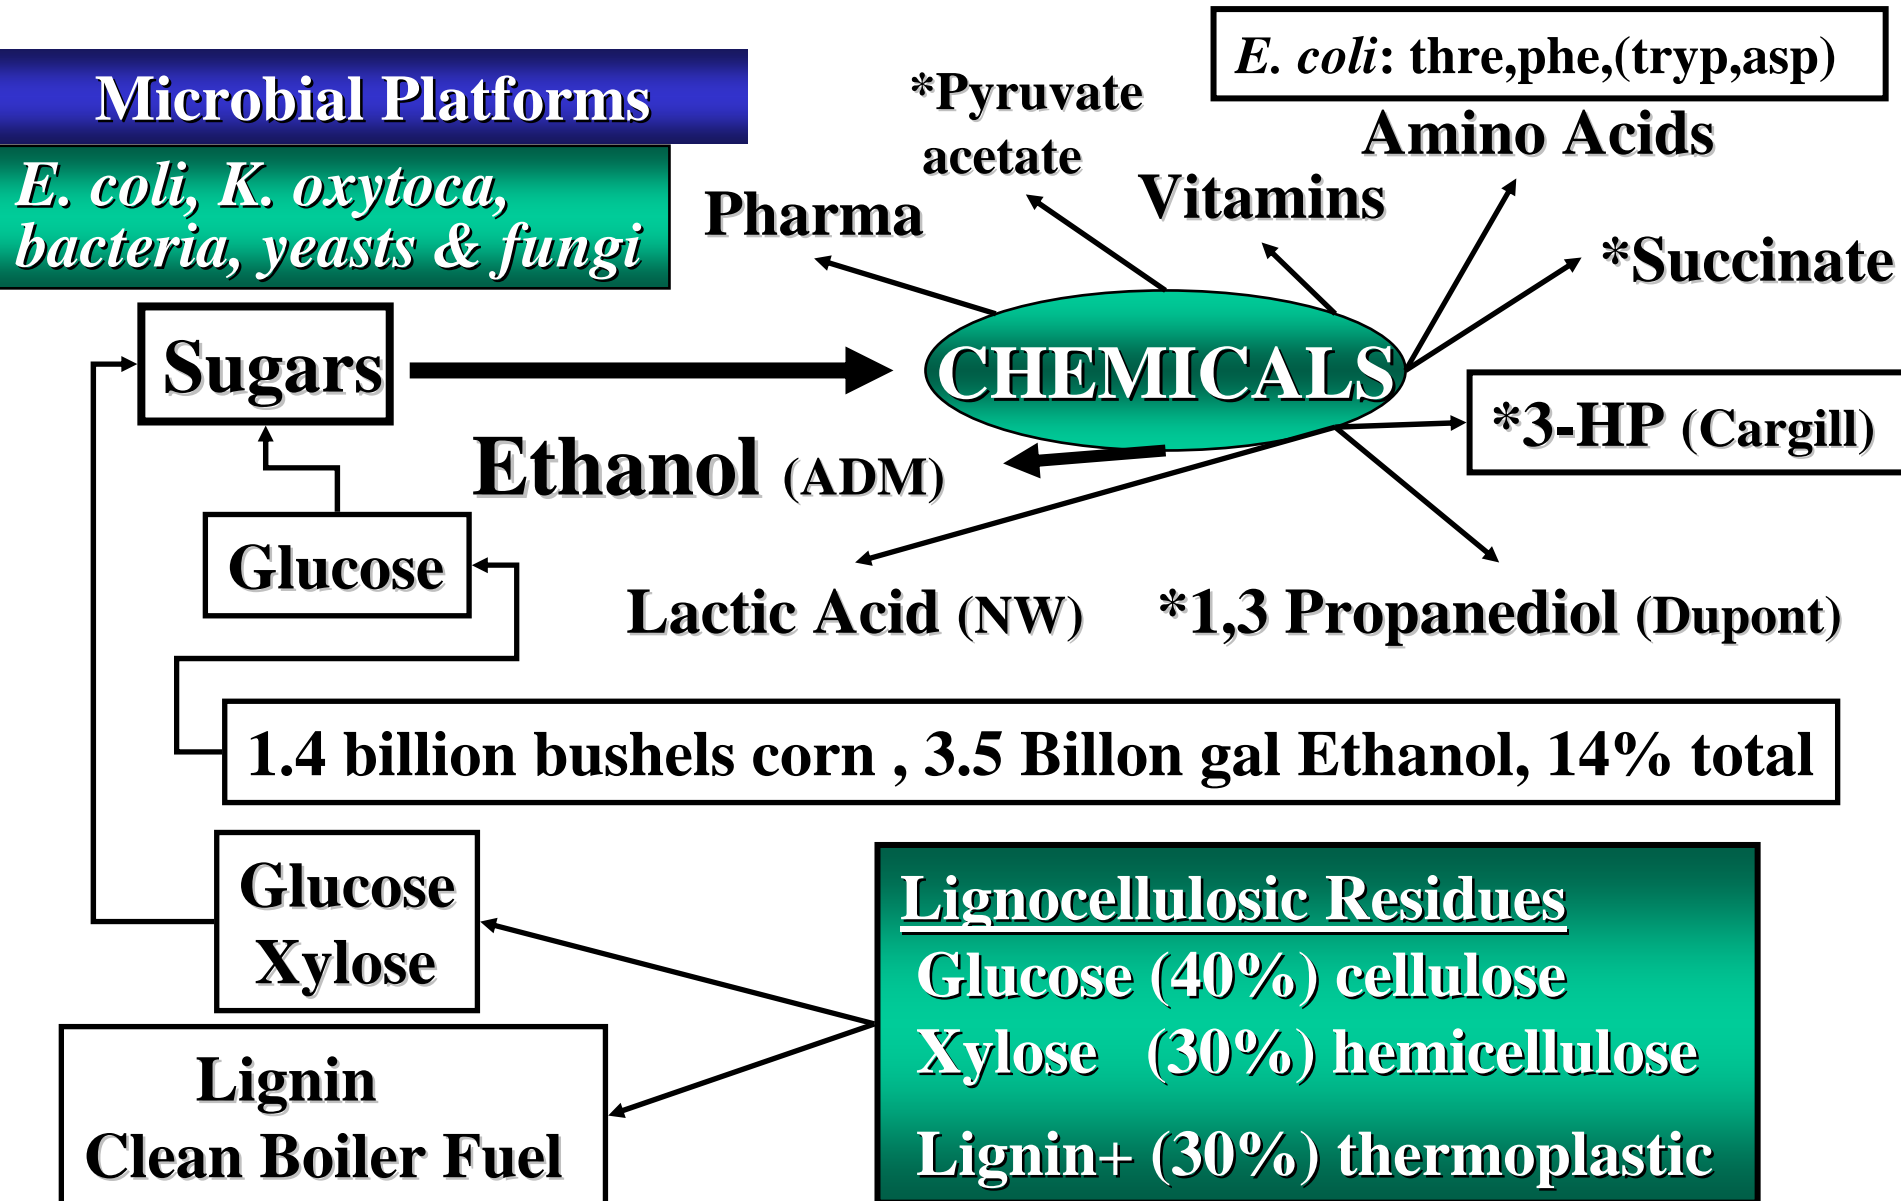 Microbial Platforms
E. coli, K. oxytoca,
bacteria, yeasts & fungi
E. coli: thre,phe,(tryp,asp)
*Pyruvate
acetate
Amino Acids
Vitamins
Pharma
*Succinate
Sugars
CHEMICALS
*3-HP (Cargill)
Ethanol (ADM)
Glucose
Lactic Acid (NW)
*1,3 Propanediol (Dupont)
1.4 billion bushels corn , 3.5 Billon gal Ethanol, 14% total
Glucose
Xylose
Lignocellulosic Residues
Glucose (40%) cellulose
Xylose (30%) hemicellulose
Lignin+ (30%) thermoplastic
Lignin
Clean Boiler Fuel